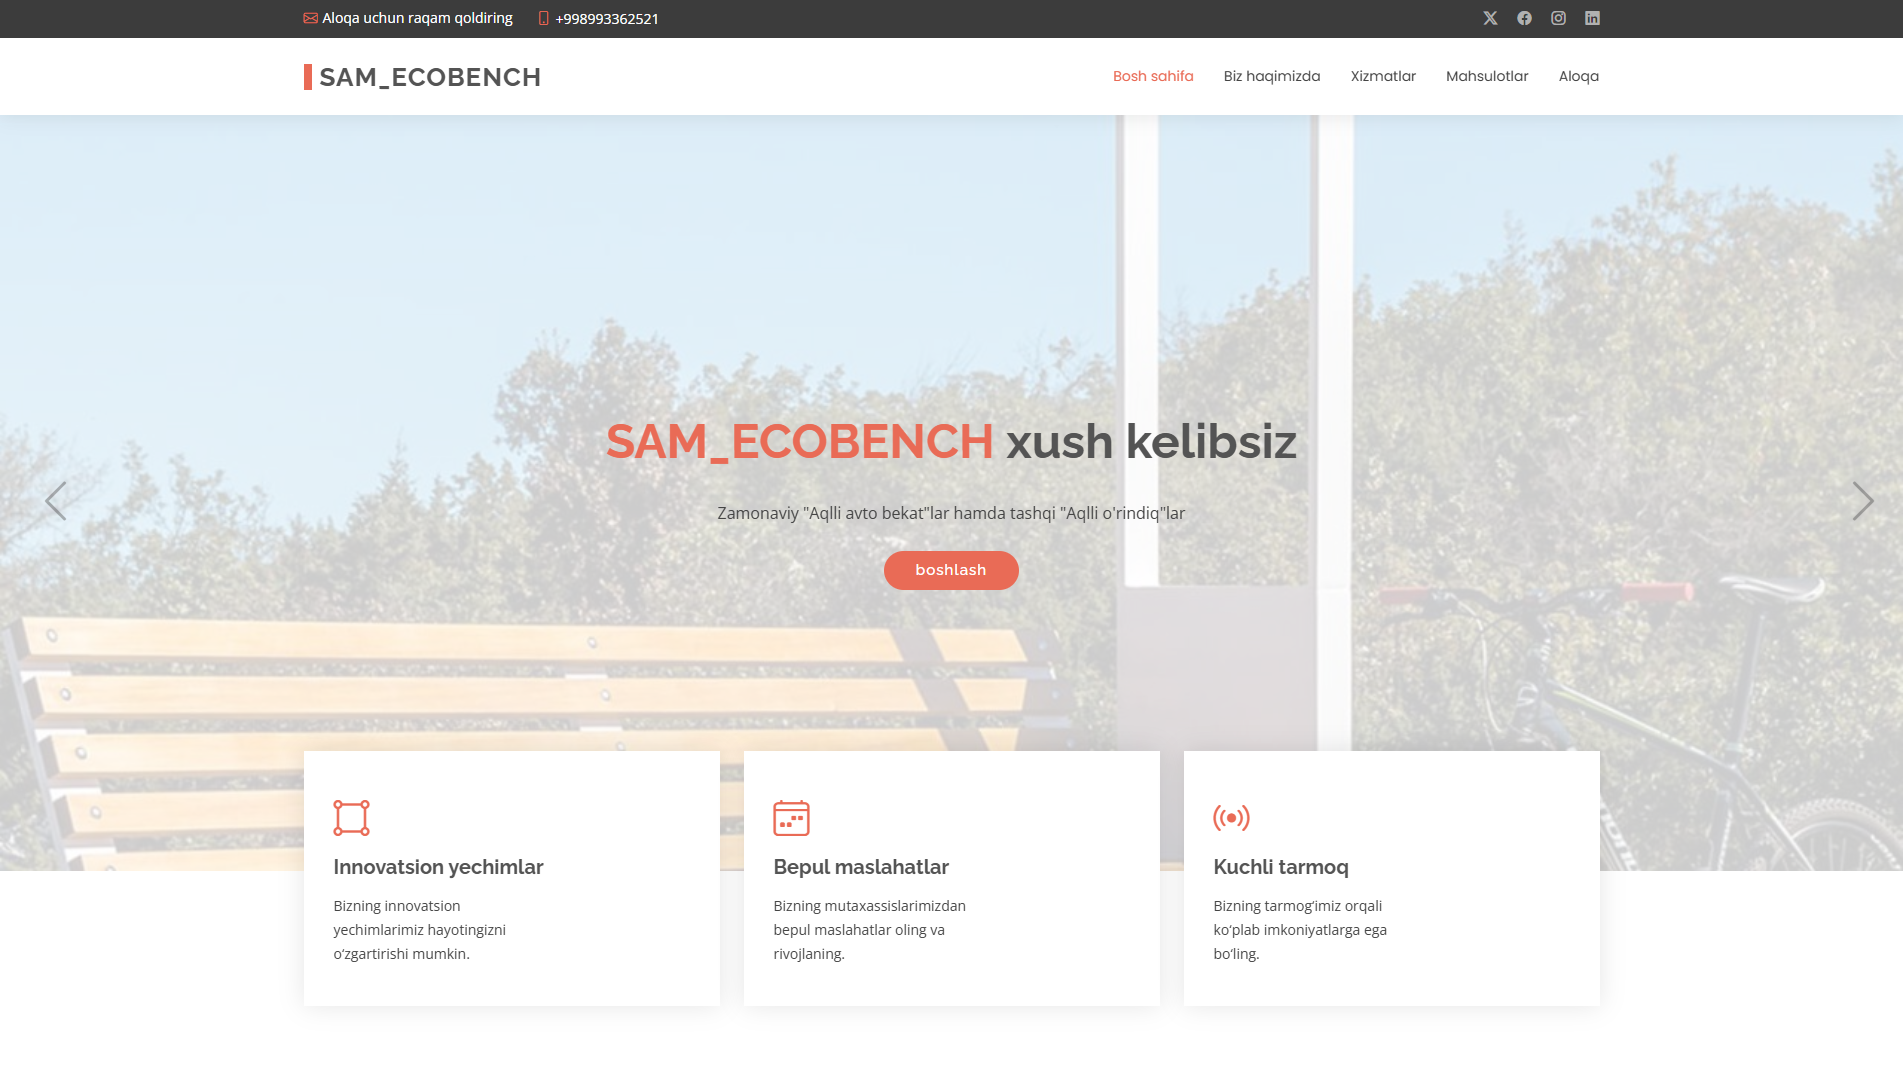 Aloqa uchun raqam qoldiring +998993362521
SAM_ECOBENCH
Bosh sahifa Biz haqimizda Xizmatlar Mahsulotlar Aloqa
SAM_ECOBENCH xush kelibsiz
Zamonaviy "Aqlli avto bekat"lar hamda tashqi "Aqlli o'rindiq"lar
boshlash
Innovatsion yechimlar
Bizning innovatsion
yechimlarimiz hayotingizni
o‘zgartirishi mumkin.
Bepul maslahatlar
Bizning mutaxassislarimizdan
bepul maslahatlar oling va
rivojlaning.
Kuchli tarmoq
Bizning tarmog‘imiz orqali
ko‘plab imkoniyatlarga ega
bo‘ling.